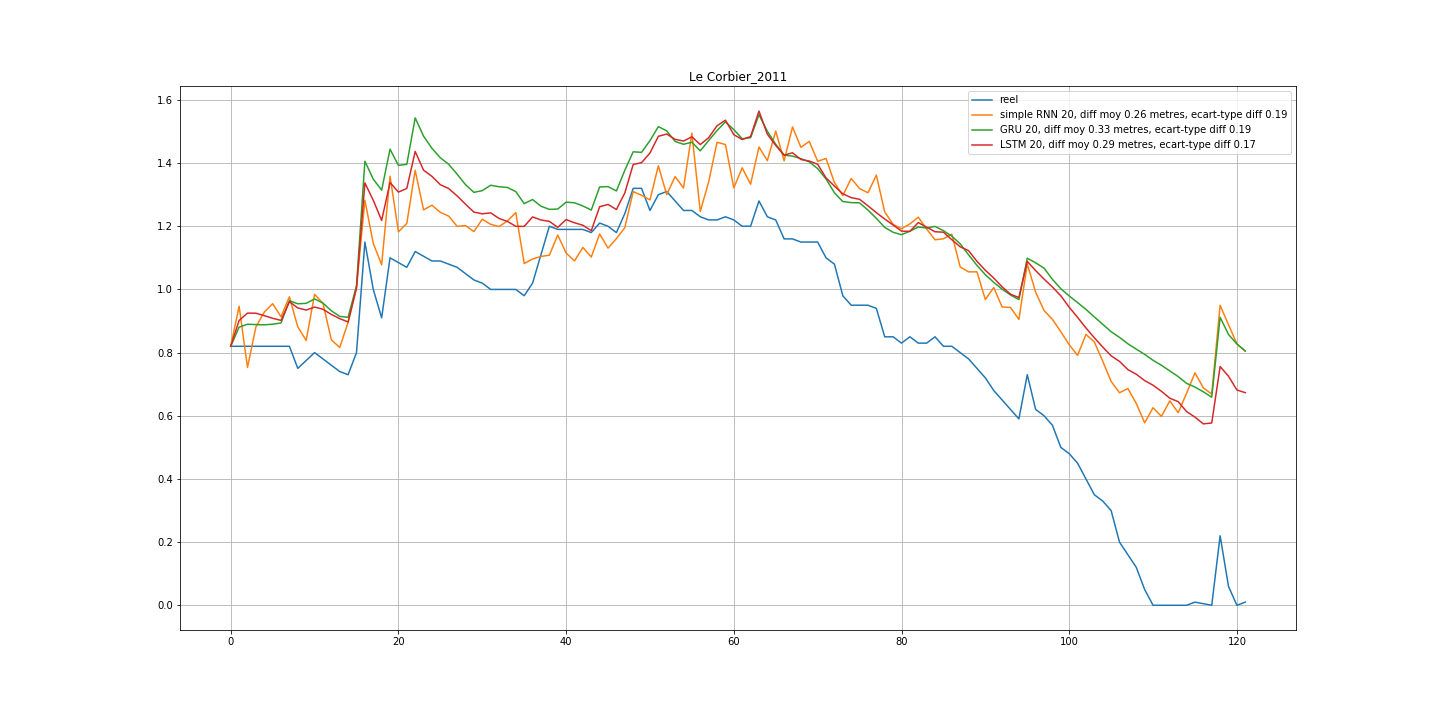 Le Corbier_2011
reel
simple RNN 20, diff moy 0.26 metres, ecart-type diff 0.19
GRU 20, diff moy 0.33 metres, ecart-type diff 0.19
LSTM 20, diff moy 0.29 metres, ecart-type diff 0.17
1.6
1.4
1.2
1.0
0.8
0.6
0.4
0.2
0.0
0 20 40 60 80 100 120